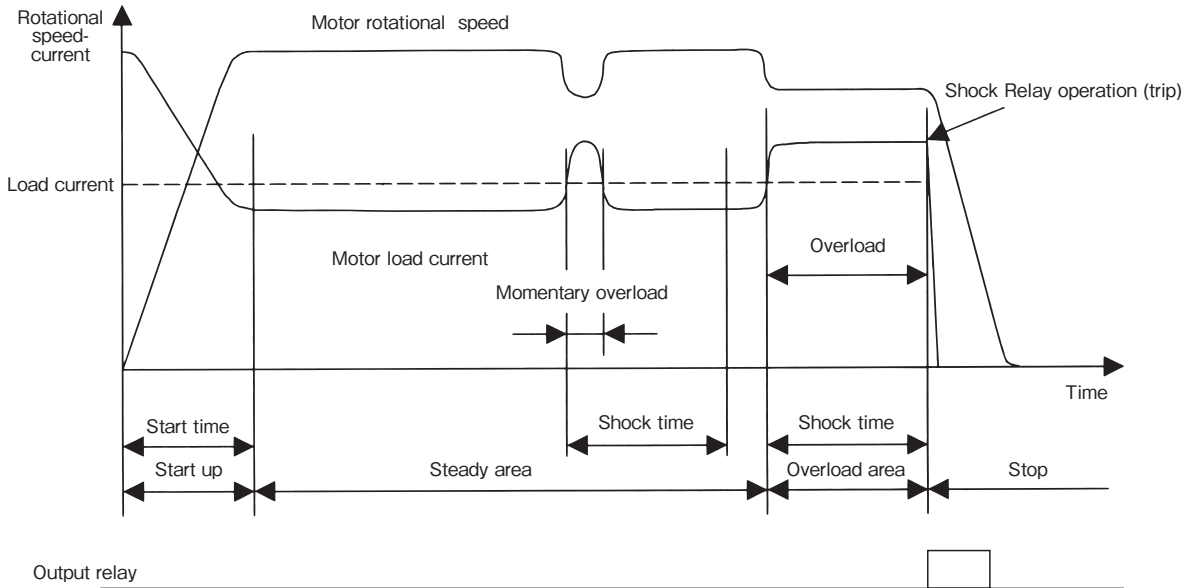 Rotational
speed-
current
Motor rotational speed
Shock Relay operation (trip)
Load current
Overload
Motor load current
Momentary overload
Time
Start time
Shock time
Shock time
Start up
Steady area
Overload area
Stop
Output relay